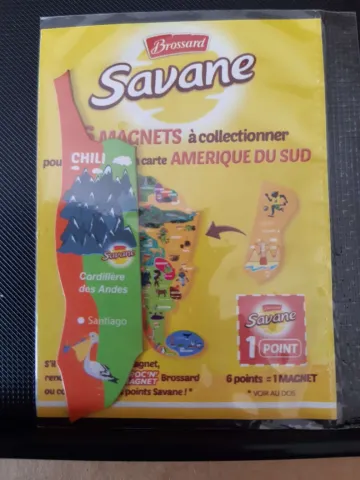 Brossard
Savane
MAGNETS à collectionner
CHILI carte AMERIQUE DU SUD
Savane
Cordillère
des Andes
Santiago
Savane
1 POINT
magnet,
Brossard
points Savane ! *
6 points = 1 MAGNET
* VOIR AU DOS